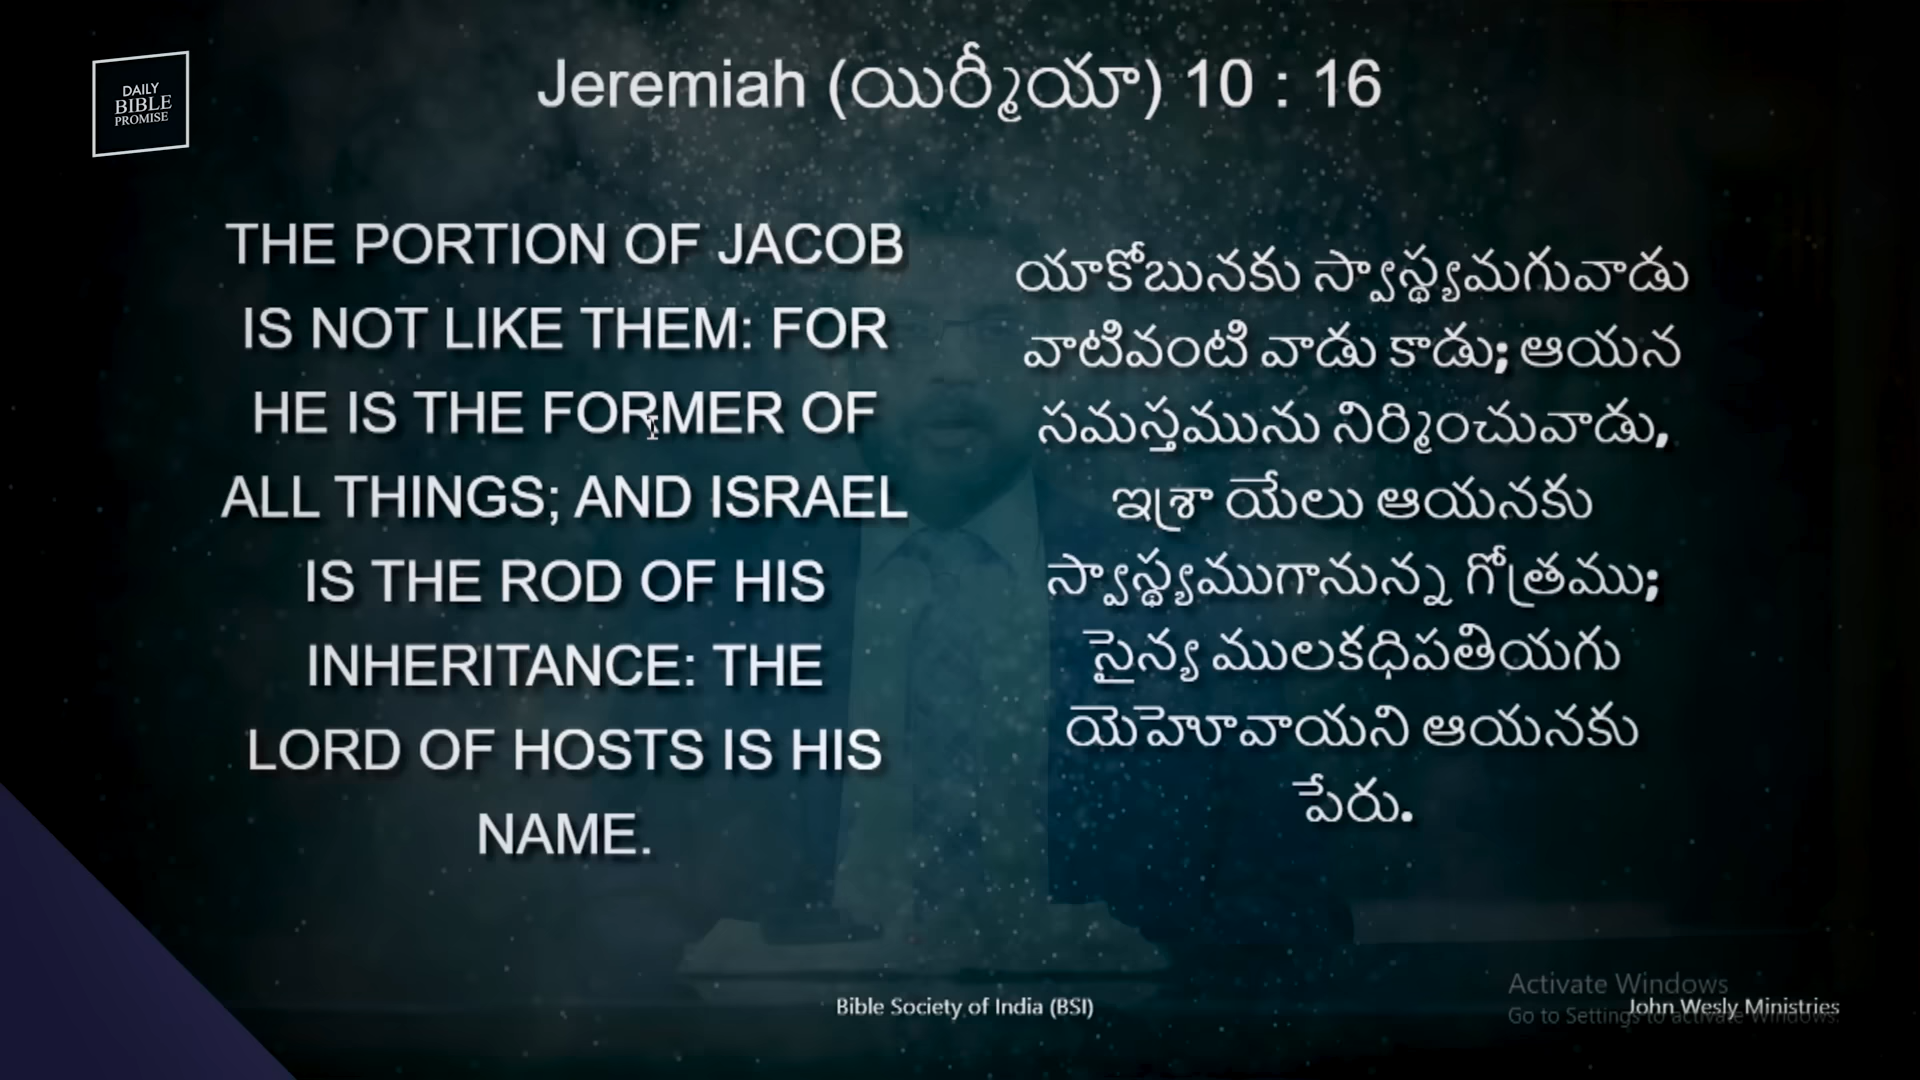 DAILY
BIBLE
PROMISE
Jeremiah (యిర్మీయా) 10 : 16
THE PORTION OF JACOB
IS NOT LIKE THEM: FOR
HE IS THE FORMER OF
ALL THINGS; AND ISRAEL
IS THE ROD OF HIS
INHERITANCE: THE
LORD OF HOSTS IS HIS
NAME.
యాకోబునకు స్వాస్థ్యమగువాడు
వాటివంటి వాడు కాడు; ఆయన
సమస్తమును నిర్మించువాడు,
ఇశ్రా యేలు ఆయనకు
స్వాస్థ్యముగానున్న గోత్రము;
సైన్య ములకధిపతియగు
యెహోవాయని ఆయనకు
పేరు.
Bible Society of India (BSI)
Activate Windows
Go to Settings to activate Windows.
John Wesly Ministries